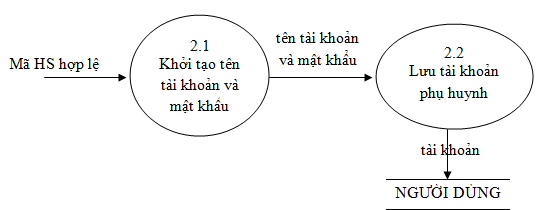 Mã HS hợp lệ
2.1
Khởi tạo tên
tài khoản và
mật khẩu
tên tài khoản
và mật khẩu
2.2
Lưu tài khoản
phụ huynh
tài khoản
NGƯỜI DÙNG